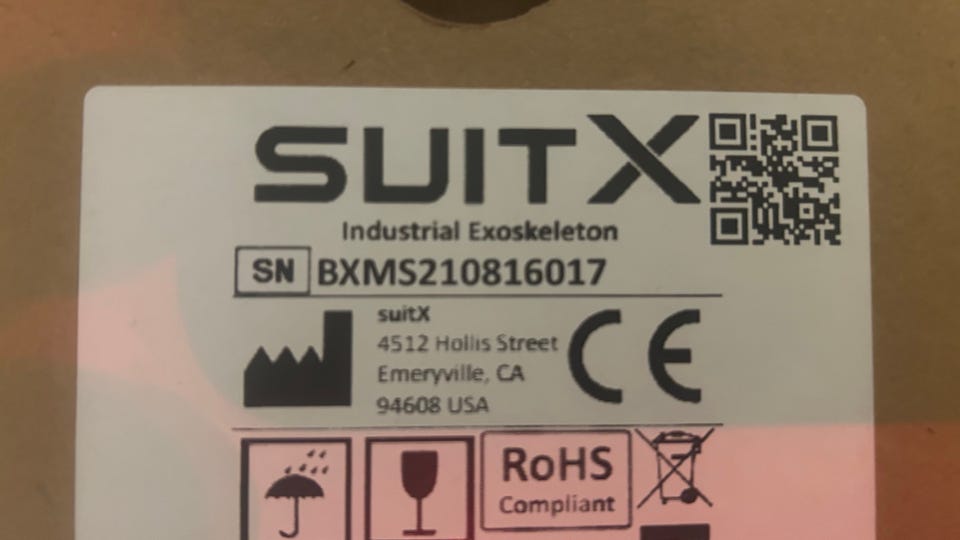 SUITX
Industrial Exoskeleton
SN BXMS210816017
suitX
4512 Hollis Street
Emeryville, CA
94608 USA
CE
RoHS
Compliant